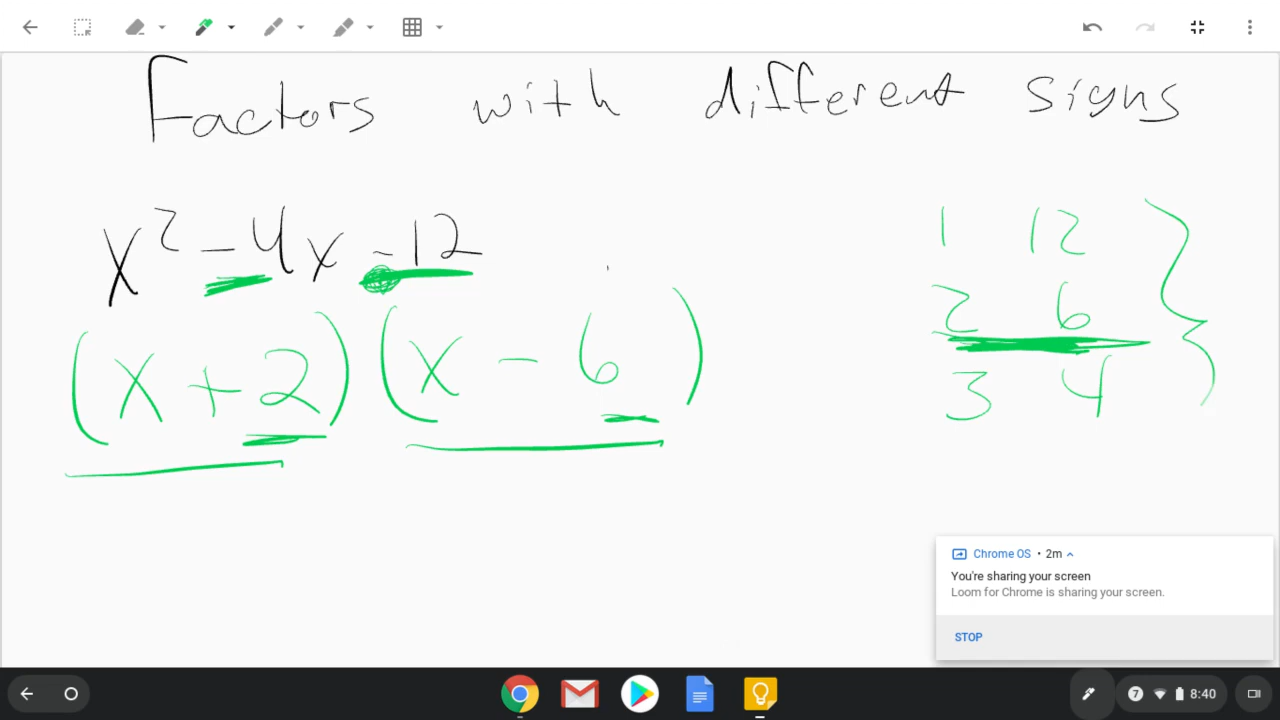 Factors with different signs
x² - 4x - 12
(x + 2) (x - 6)
1 12
2 6
3 4
Chrome OS • 2m
You're sharing your screen
Loom for Chrome is sharing your screen.
STOP
7 8:40